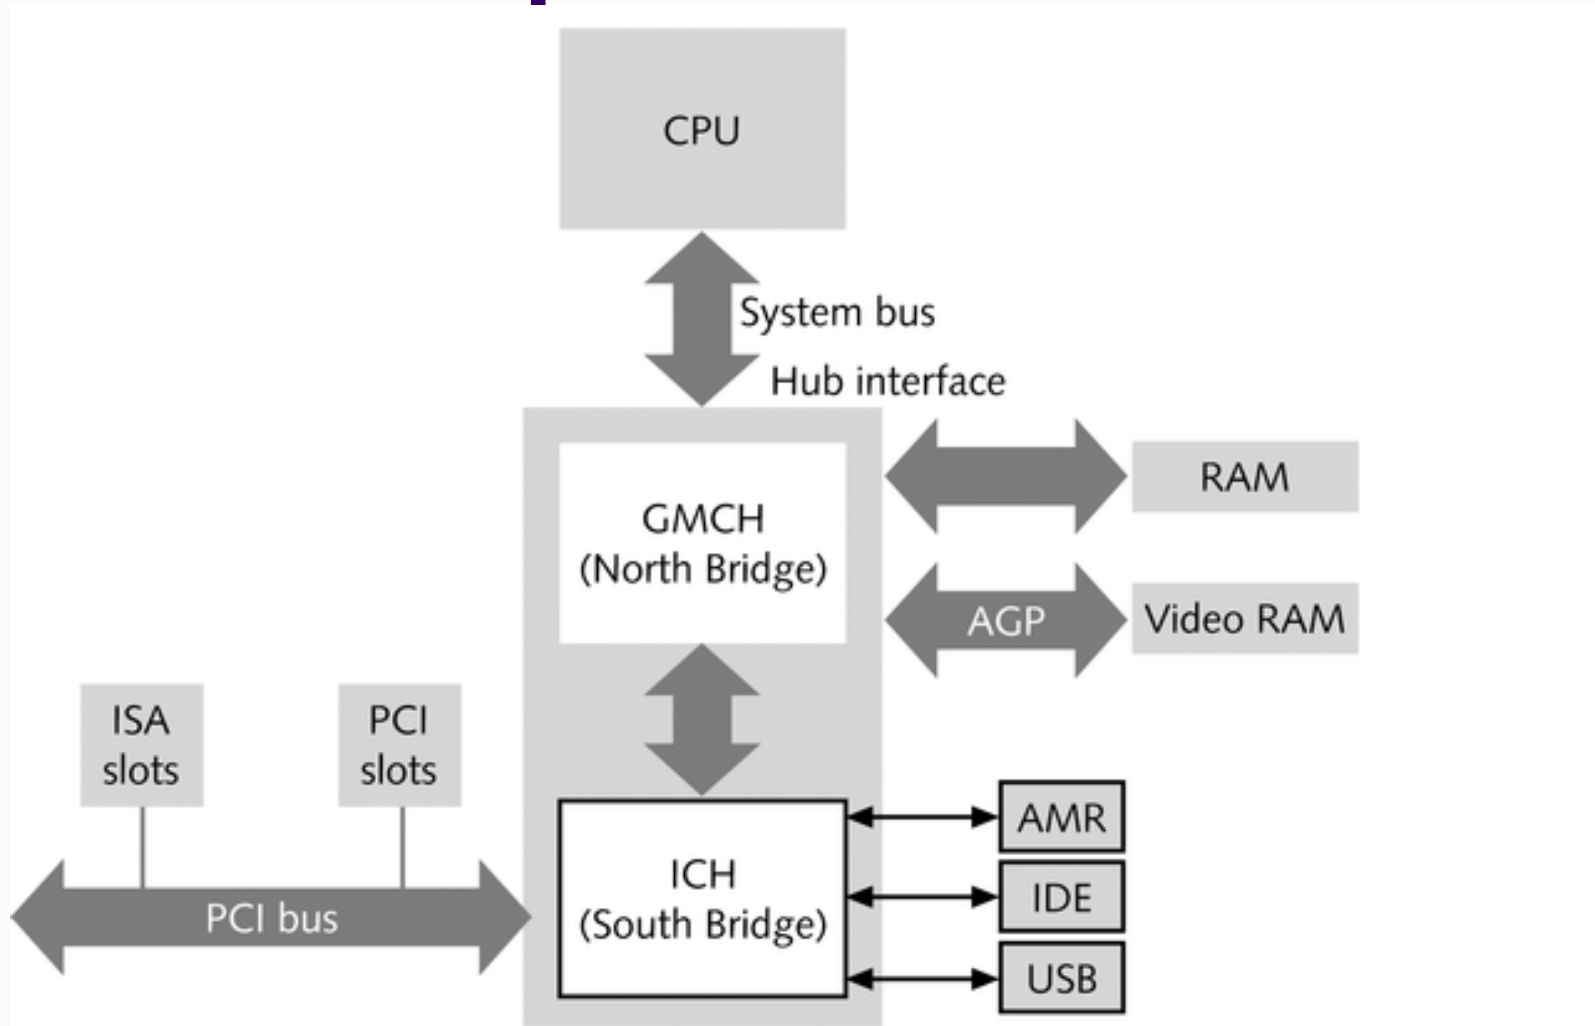 CPU
System bus
Hub interface
GMCH
(North Bridge)
RAM
AGP
Video RAM
ISA
slots
PCI
slots
PCI bus
ICH
(South Bridge)
AMR
IDE
USB